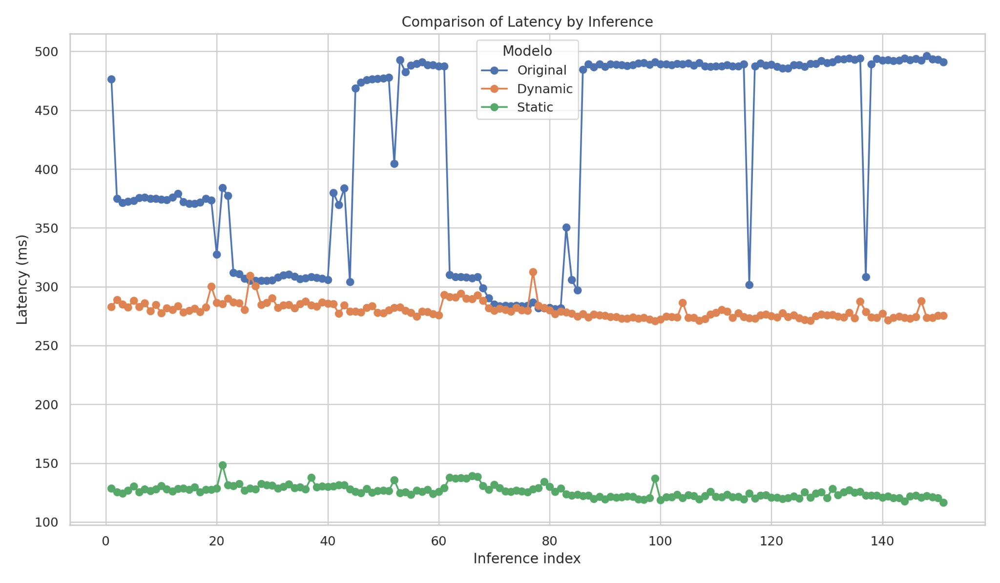 Comparison of Latency by Inference
Modelo
Original
Dynamic
Static
Latency (ms)
500
450
400
350
300
250
200
150
100
0 20 40 60 80 100 120 140
Inference index